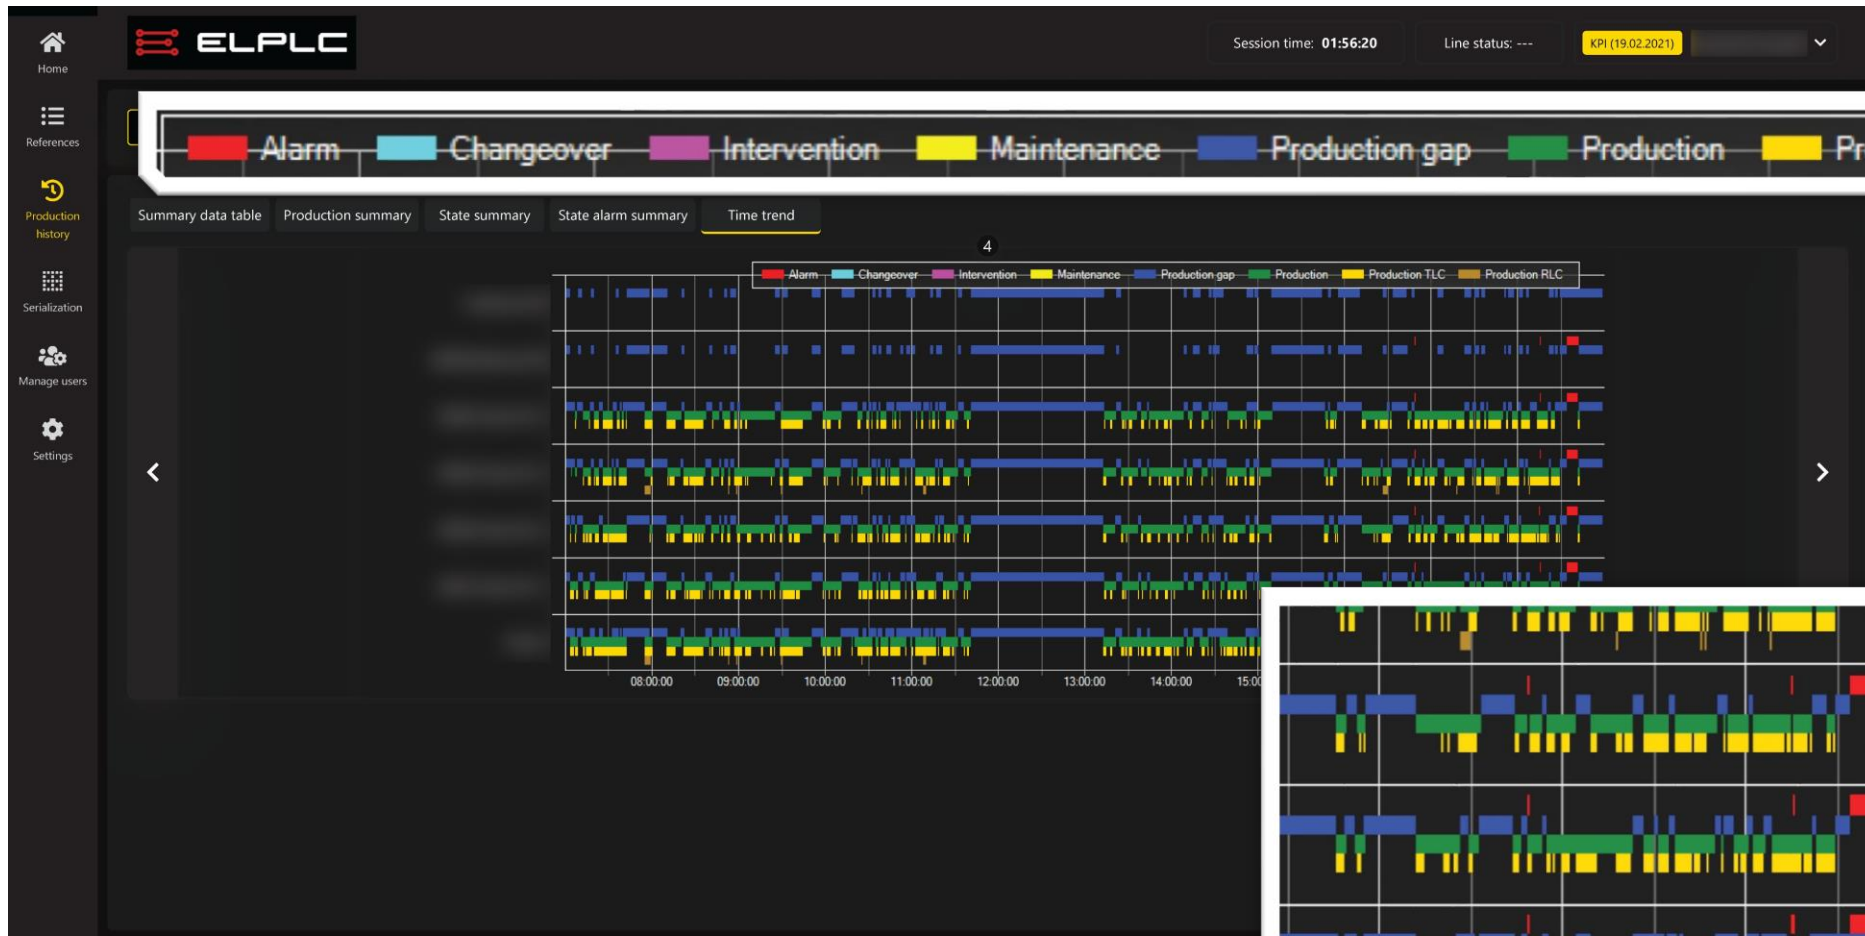 ELPLC
Session time: 01:56:20
Line status: ---
KPI (19.02.2021)
Home
References
Production
history
Serialization
Manage users
Settings
Alarm Changeover Intervention Maintenance Production gap Production Pr
Summary data table Production summary State summary State alarm summary Time trend
4
Alarm Changeover Intervention Maintenance Production gap Production Production TLC Production RLC
08:00:00 09:00:00 10:00:00 11:00:00 12:00:00 13:00:00 14:00:00 15:00